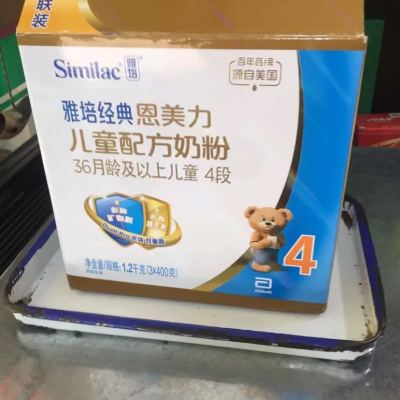 联装
Similac 雅培
百年品牌
源自美国
雅培经典恩美力
儿童配方奶粉
36月龄及以上儿童 4段
4
净含量/规格:1.2千克(3×400克)
Abbott